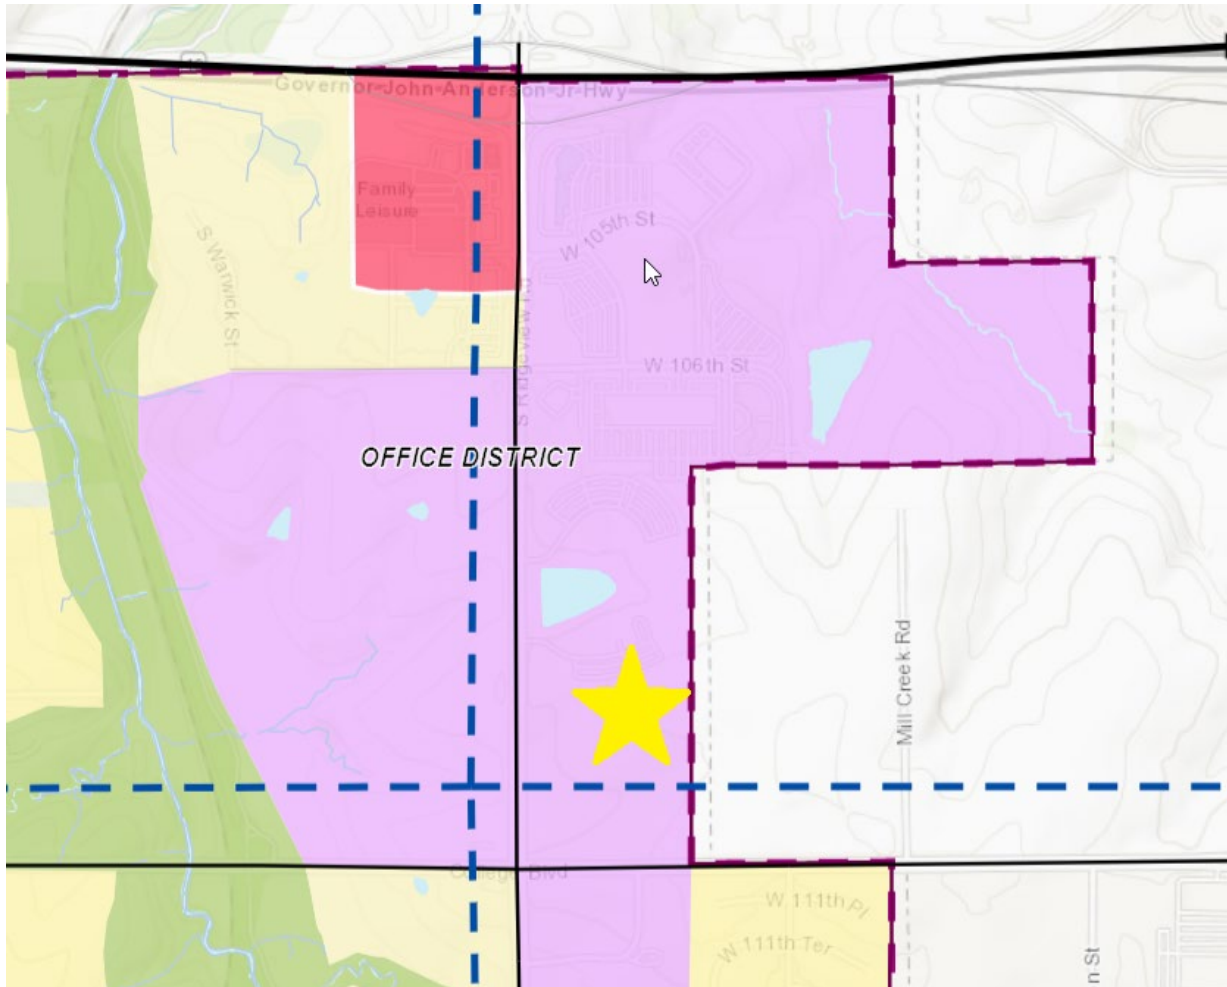 Governor-John-Anderson-Jr-Hwy
Family
Leisure
W 105th St
S Warwick St
S Ridgeview Rd
W 106th St
OFFICE DISTRICT
Mill Creek Rd
College Blvd
W 111th Pl
W 111th Ter
n St